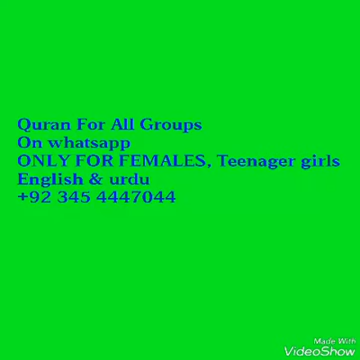 Quran For All Groups
On whatsapp
ONLY FOR FEMALES, Teenager girls
English & urdu
+92 345 4447044
Made With
VideoShow